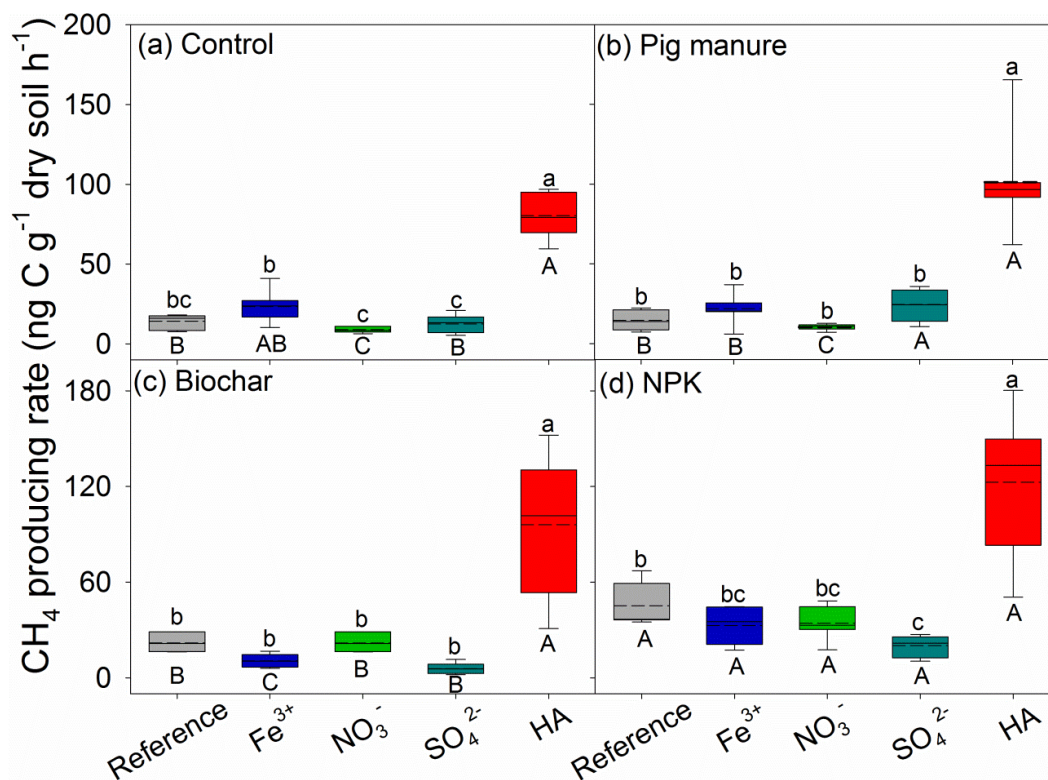 CH₄ producing rate (ng C g⁻¹ dry soil h⁻¹)
200
150
100
50
0
(a) Control
bc
b
c
c
a
B
AB
C
B
A
(b) Pig manure
b
b
b
b
a
B
B
C
A
A
180
120
60
0
(c) Biochar
b
b
b
b
a
B
C
B
B
A
(d) NPK
b
bc
bc
c
a
A
A
A
A
A
Reference
Fe³⁺
NO₃⁻
SO₄²⁻
HA
Reference
Fe³⁺
NO₃⁻
SO₄²⁻
HA